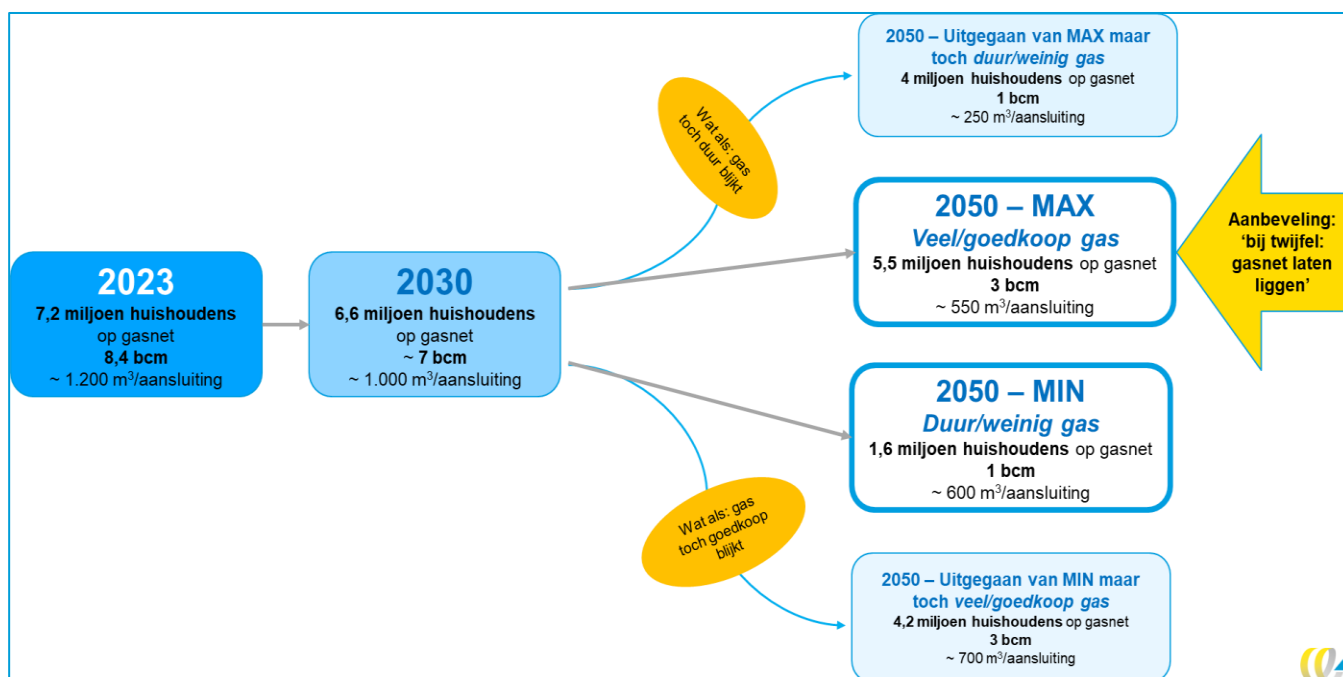 2023
7,2 miljoen huishoudens
op gasnet
8,4 bcm
~ 1.200 m³/aansluiting
2030
6,6 miljoen huishoudens
op gasnet
~ 7 bcm
~ 1.000 m³/aansluiting
Wat als: gas
toch duur blijkt
Wat als: gas
toch goedkoop
blijkt
2050 – Uitgegaan van MAX maar
toch duur/weinig gas
4 miljoen huishoudens op gasnet
1 bcm
~ 250 m³/aansluiting
2050 – MAX
Veel/goedkoop gas
5,5 miljoen huishoudens op gasnet
3 bcm
~ 550 m³/aansluiting
Aanbeveling:
‘bij twijfel:
gasnet laten
liggen’
2050 – MIN
Duur/weinig gas
1,6 miljoen huishoudens op gasnet
1 bcm
~ 600 m³/aansluiting
2050 – Uitgegaan van MIN maar
toch veel/goedkoop gas
4,2 miljoen huishoudens op gasnet
3 bcm
~ 700 m³/aansluiting